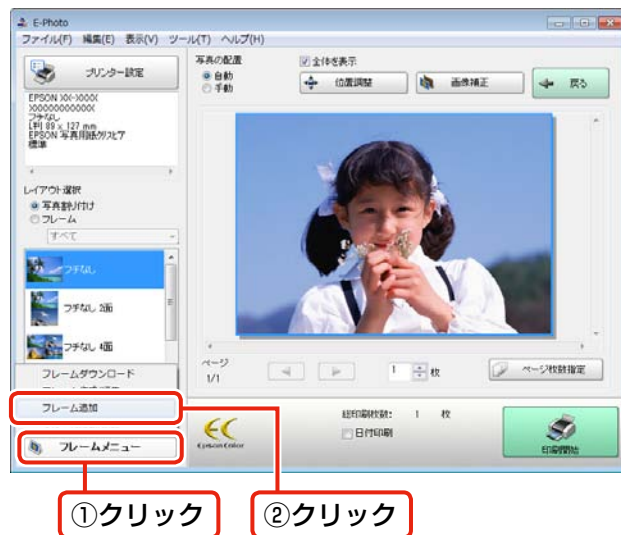 E-Photo
ファイル(F) 編集(E) 表示(V) ツール(T) ヘルプ(H)
プリンター設定
EPSON XX-XXXX
XXXXXXXXXXXX
フチなし
L判 89 x 127 mm
EPSON 写真用紙クリスピア
標準
レイアウト選択
写真割り付け
フレーム
すべて
フチなし
フチなし 2面
フチなし 4面
フレームダウンロード
フレーム追加
フレームメニュー
写真の配置
自動
手動
全体を表示
位置調整
画像補正
戻る
ページ
1/1
1 枚
ページ枚数指定
Epson Color
総印刷枚数: 1 枚
日付印刷
印刷開始
①クリック
②クリック